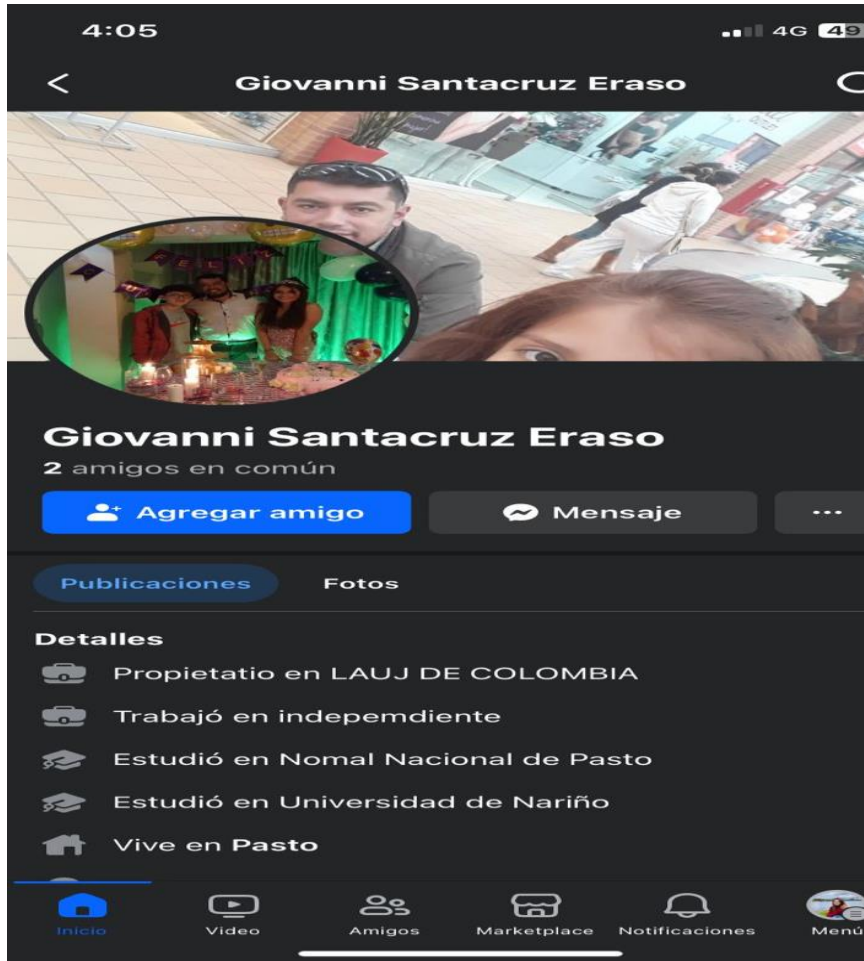 4:05
4G 49
Giovanni Santacruz Eraso
Giovanni Santacruz Eraso
2 amigos en común
Agregar amigo
Mensaje
Publicaciones
Fotos
Detalles
Propietatio en LAUJ DE COLOMBIA
Trabajó en indepemdiente
Estudió en Nomal Nacional de Pasto
Estudió en Universidad de Nariño
Vive en Pasto
Inicio
Video
Amigos
Marketplace
Notificaciones
Menú